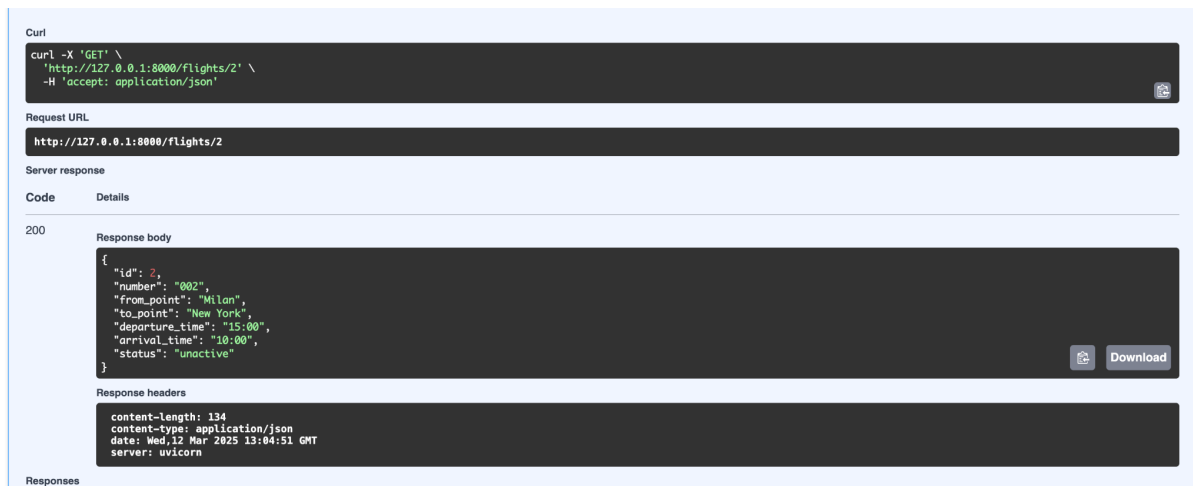 Curl
curl -X 'GET' \
  'http://127.0.0.1:8000/flights/2' \
  -H 'accept: application/json'
Request URL
http://127.0.0.1:8000/flights/2
Server response
Code Details
200
Response body
{
  "id": 2,
  "number": "002",
  "from_point": "Milan",
  "to_point": "New York",
  "departure_time": "15:00",
  "arrival_time": "10:00",
  "status": "unactive"
}
Download
Response headers
content-length: 134
content-type: application/json
date: Wed,12 Mar 2025 13:04:51 GMT
server: uvicorn
Responses